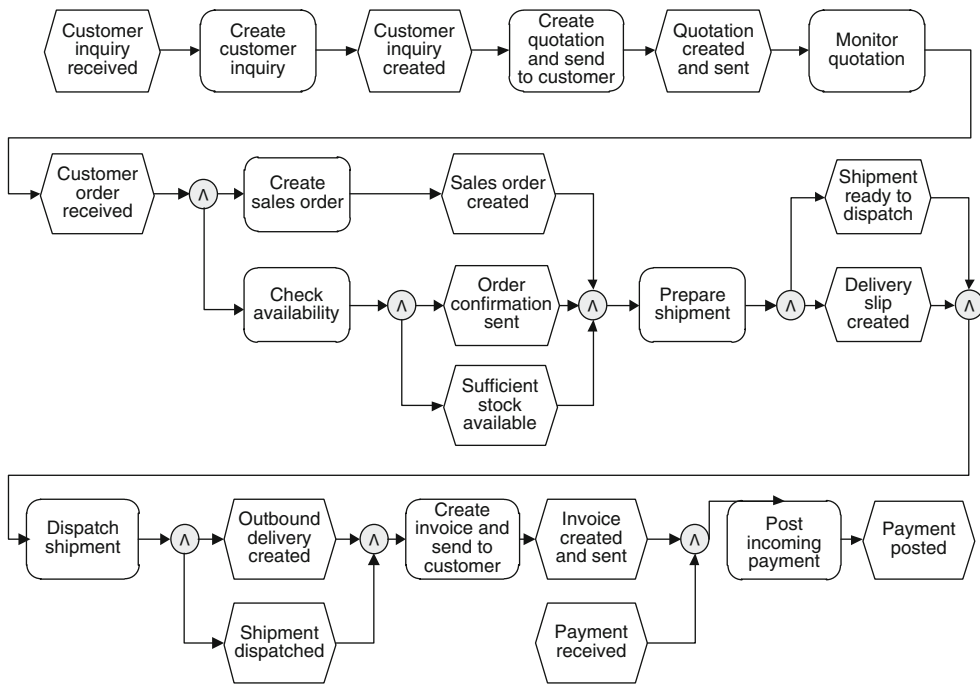 Customer
inquiry
received
Create
customer
inquiry
Customer
inquiry
created
Create
quotation
and send
to customer
Quotation
created
and sent
Monitor
quotation
Customer
order
received
∧
Create
sales order
Sales order
created
Shipment
ready to
dispatch
Check
availability
∧
Order
confirmation
sent
∧
Prepare
shipment
∧
Delivery
slip
created
∧
Sufficient
stock
available
Dispatch
shipment
∧
Outbound
delivery
created
∧
Create
invoice and
send to
customer
Invoice
created
and sent
∧
Post
incoming
payment
Payment
posted
Shipment
dispatched
Payment
received